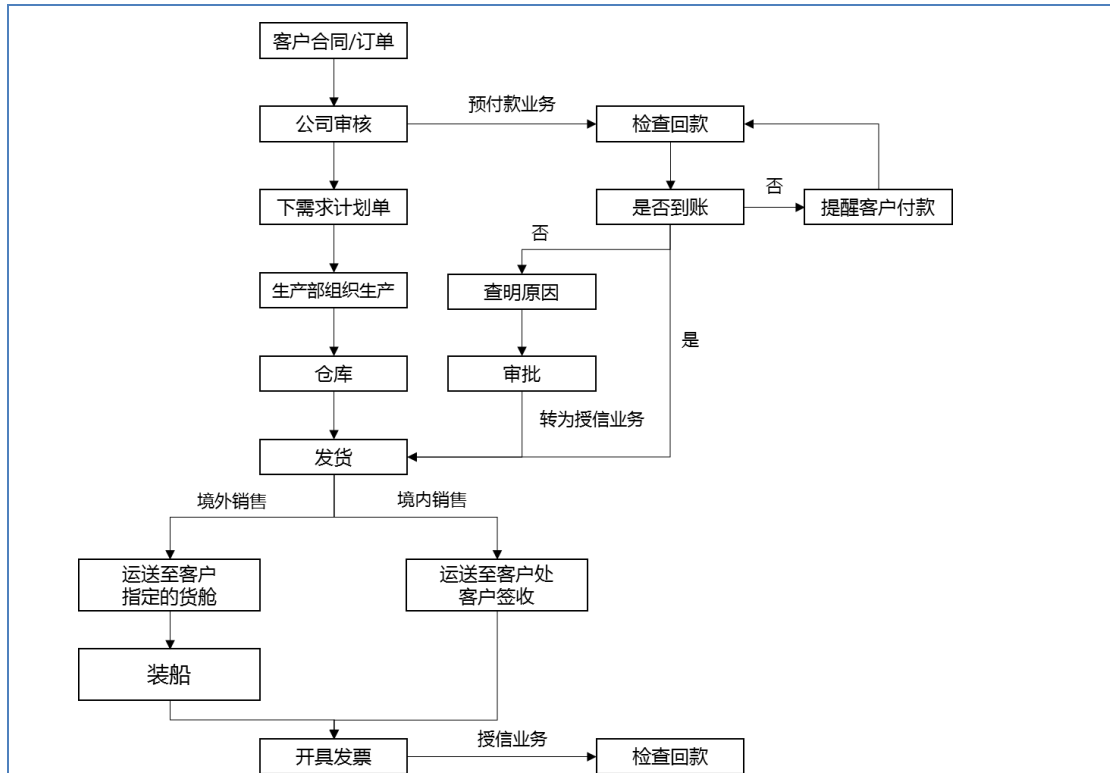 客户合同/订单
预付款业务
公司审核
检查回款
否
下需求计划单
是否到账
提醒客户付款
否
生产部组织生产
查明原因
是
仓库
审批
转为授信业务
发货
境外销售
境内销售
运送至客户
指定的货舱
运送至客户处
客户签收
装船
授信业务
开具发票
检查回款